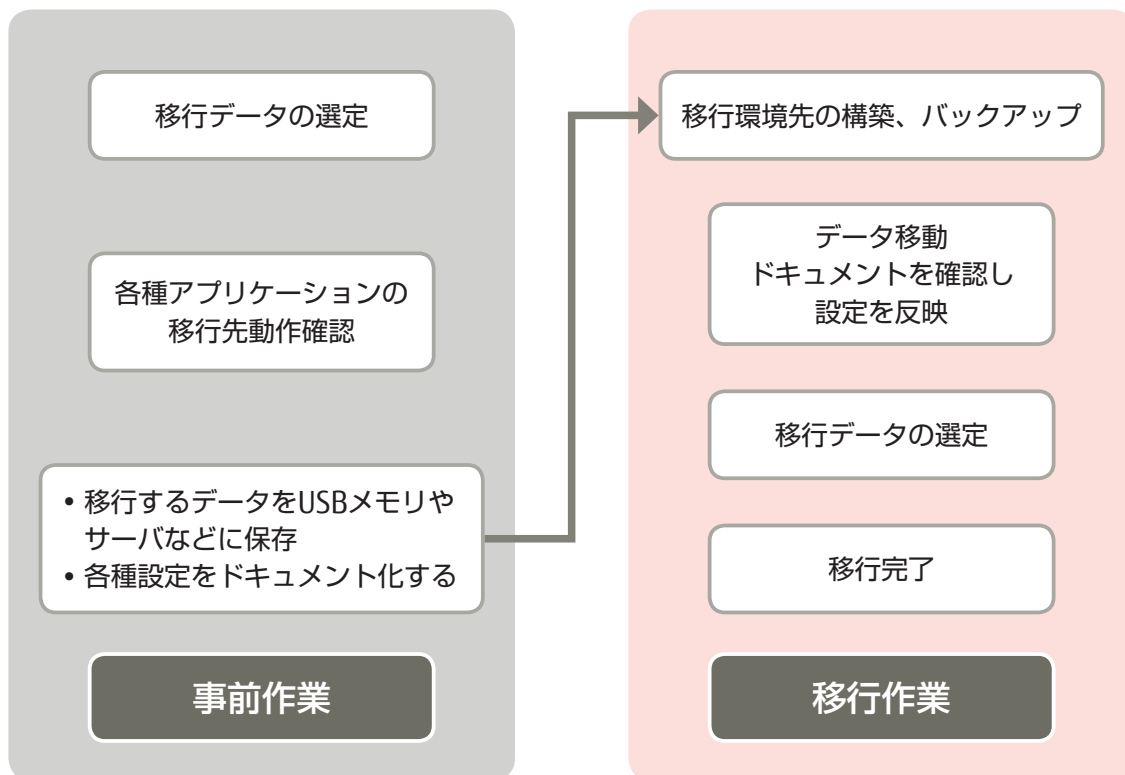 移行データの選定
各種アプリケーションの
移行先動作確認
• 移行するデータをUSBメモリや
サーバなどに保存
• 各種設定をドキュメント化する
事前作業
移行環境先の構築、バックアップ
データ移動
ドキュメントを確認し
設定を反映
移行データの選定
移行完了
移行作業